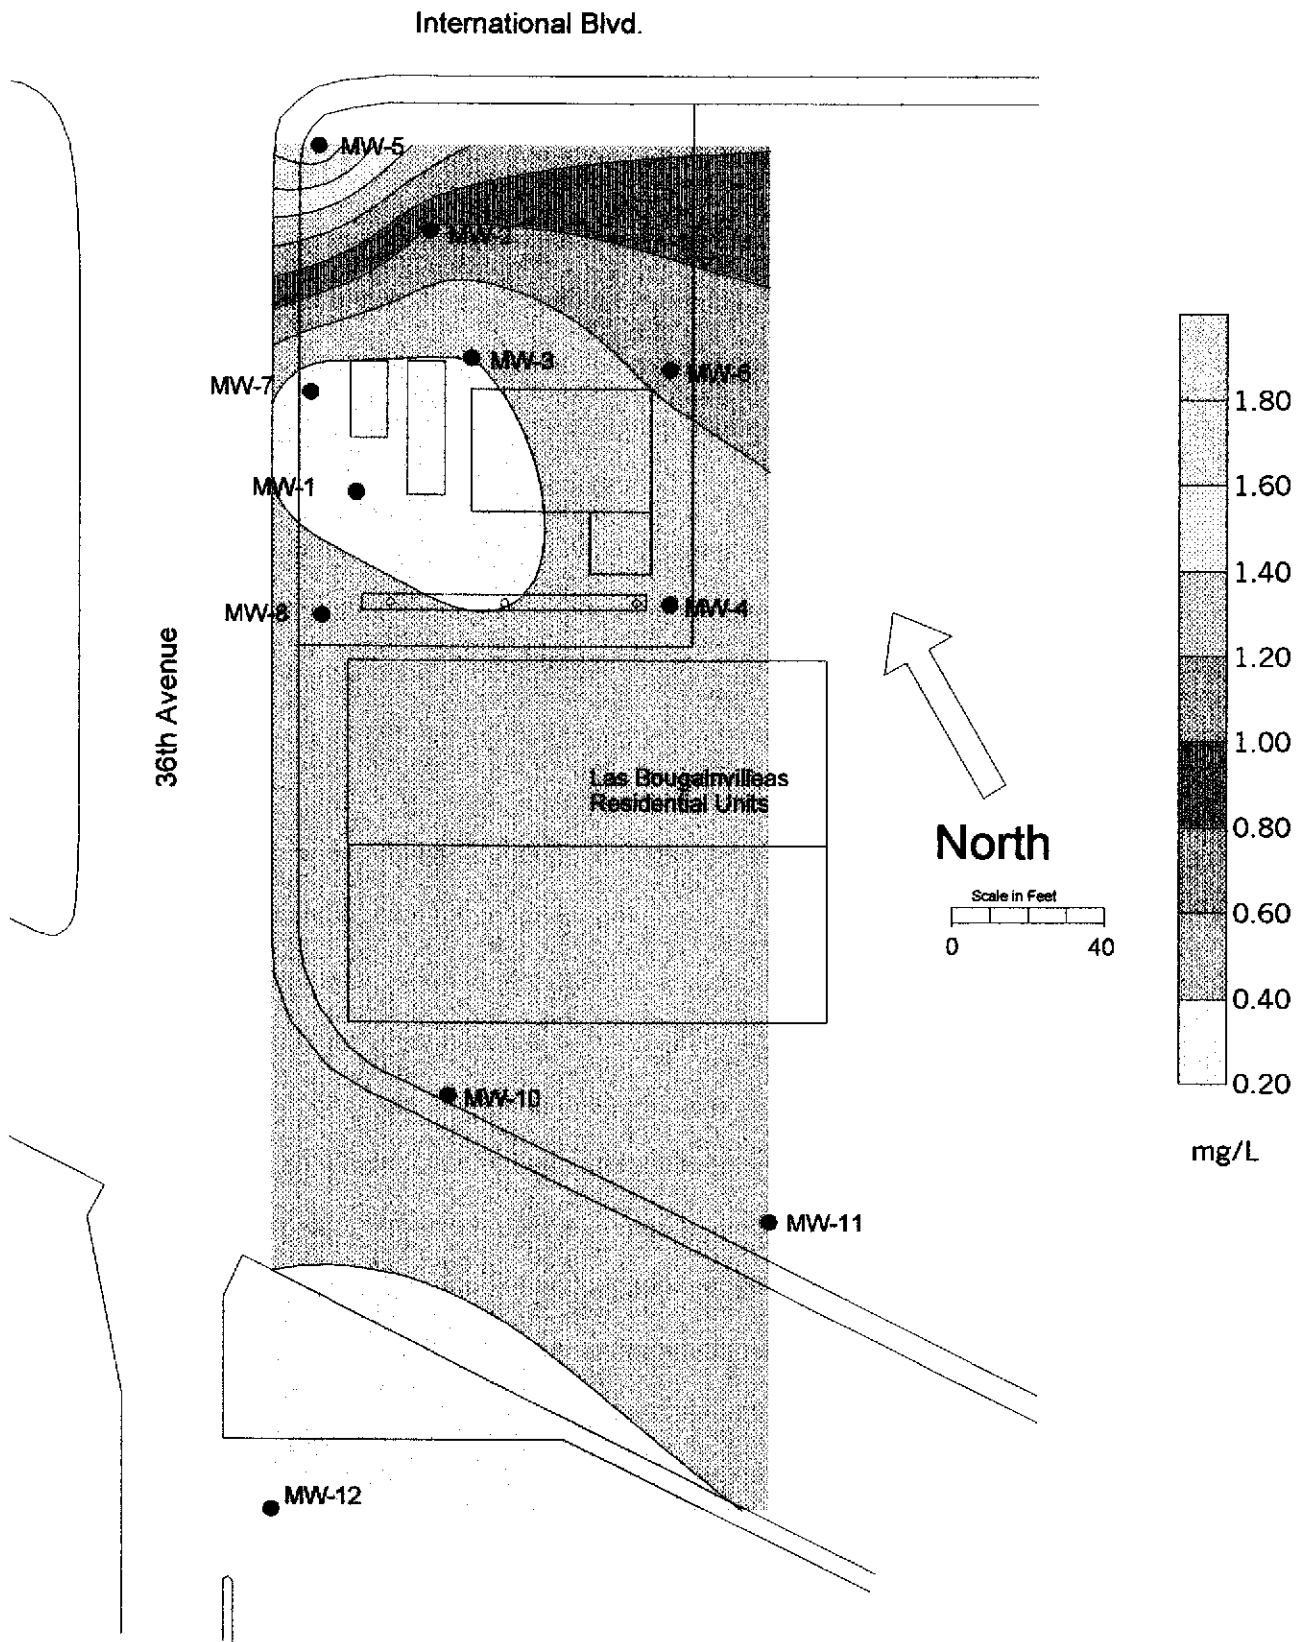 International Blvd.
MW-5
MW-2
MW-3
MW-6
MW-7
MW-1
MW-8
MW-4
36th Avenue
Las Bougainvilleas
Residential Units
North
Scale in Feet
0 40
MW-10
MW-11
MW-12
1.80
1.60
1.40
1.20
1.00
0.80
0.60
0.40
0.20
mg/L